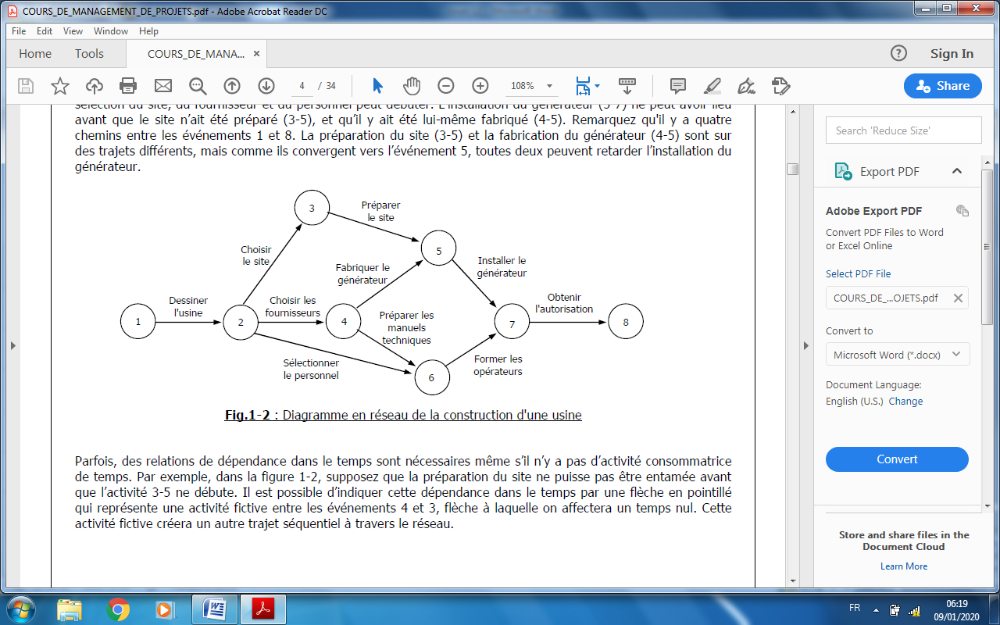 COURS_DE_MANAGEMENT_DE_PROJETS.pdf - Adobe Acrobat Reader DC
File Edit View Window Help
Home Tools COURS_DE_MANA... × Sign In
4 / 34 108% Share
sélection du site, du fournisseur et du personnel peut débuter. L'installation du générateur (5-7) ne peut avoir lieu
avant que le site n'ait été préparé (3-5), et qu'il y ait été lui-même fabriqué (4-5). Remarquez qu'il y a quatre
chemins entre les événements 1 et 8. La préparation du site (3-5) et la fabrication du générateur (4-5) sont sur
des trajets différents, mais comme ils convergent vers l'événement 5, toutes deux peuvent retarder l'installation du
générateur.
3
Préparer
le site
5
Choisir
le site
Fabriquer le
générateur
Installer le
générateur
1
Dessiner
l'usine
2
Choisir les
fournisseurs
4
Préparer les
manuels
techniques
7
Obtenir
l'autorisation
8
Sélectionner
le personnel
6
Former les
opérateurs
Fig.1-2 : Diagramme en réseau de la construction d'une usine
Parfois, des relations de dépendance dans le temps sont nécessaires même s'il n'y a pas d'activité consommatrice
de temps. Par exemple, dans la figure 1-2, supposez que la préparation du site ne puisse pas être entamée avant
que l'activité 3-5 ne débute. Il est possible d'indiquer cette dépendance dans le temps par une flèche en pointillé
qui représente une activité fictive entre les événements 4 et 3, flèche à laquelle on affectera un temps nul. Cette
activité fictive créera un autre trajet séquentiel à travers le réseau.
Search 'Reduce Size'
Export PDF
Adobe Export PDF
Convert PDF Files to Word
or Excel Online
Select PDF File
COURS_DE_...OJETS.pdf
Convert to
Microsoft Word (*.docx)
Document Language:
English (U.S.) Change
Convert
Store and share files in the
Document Cloud
Learn More
FR
06:19
09/01/2020